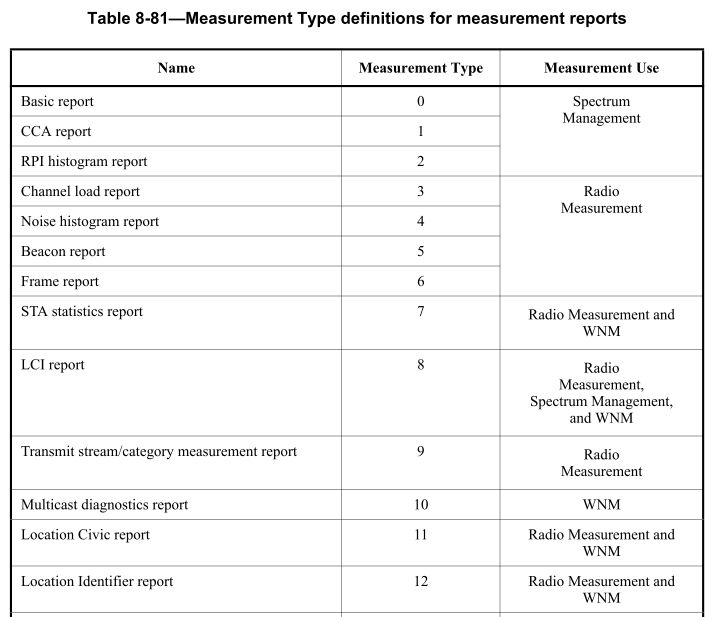 Table 8-81—Measurement Type definitions for measurement reports
Name Measurement Type Measurement Use
Basic report 0 Spectrum
Management
CCA report 1
RPI histogram report 2
Channel load report 3 Radio
Measurement
Noise histogram report 4
Beacon report 5
Frame report 6
STA statistics report 7 Radio Measurement and
WNM
LCI report 8 Radio
Measurement,
Spectrum Management,
and WNM
Transmit stream/category measurement report 9 Radio
Measurement
Multicast diagnostics report 10 WNM
Location Civic report 11 Radio Measurement and
WNM
Location Identifier report 12 Radio Measurement and
WNM